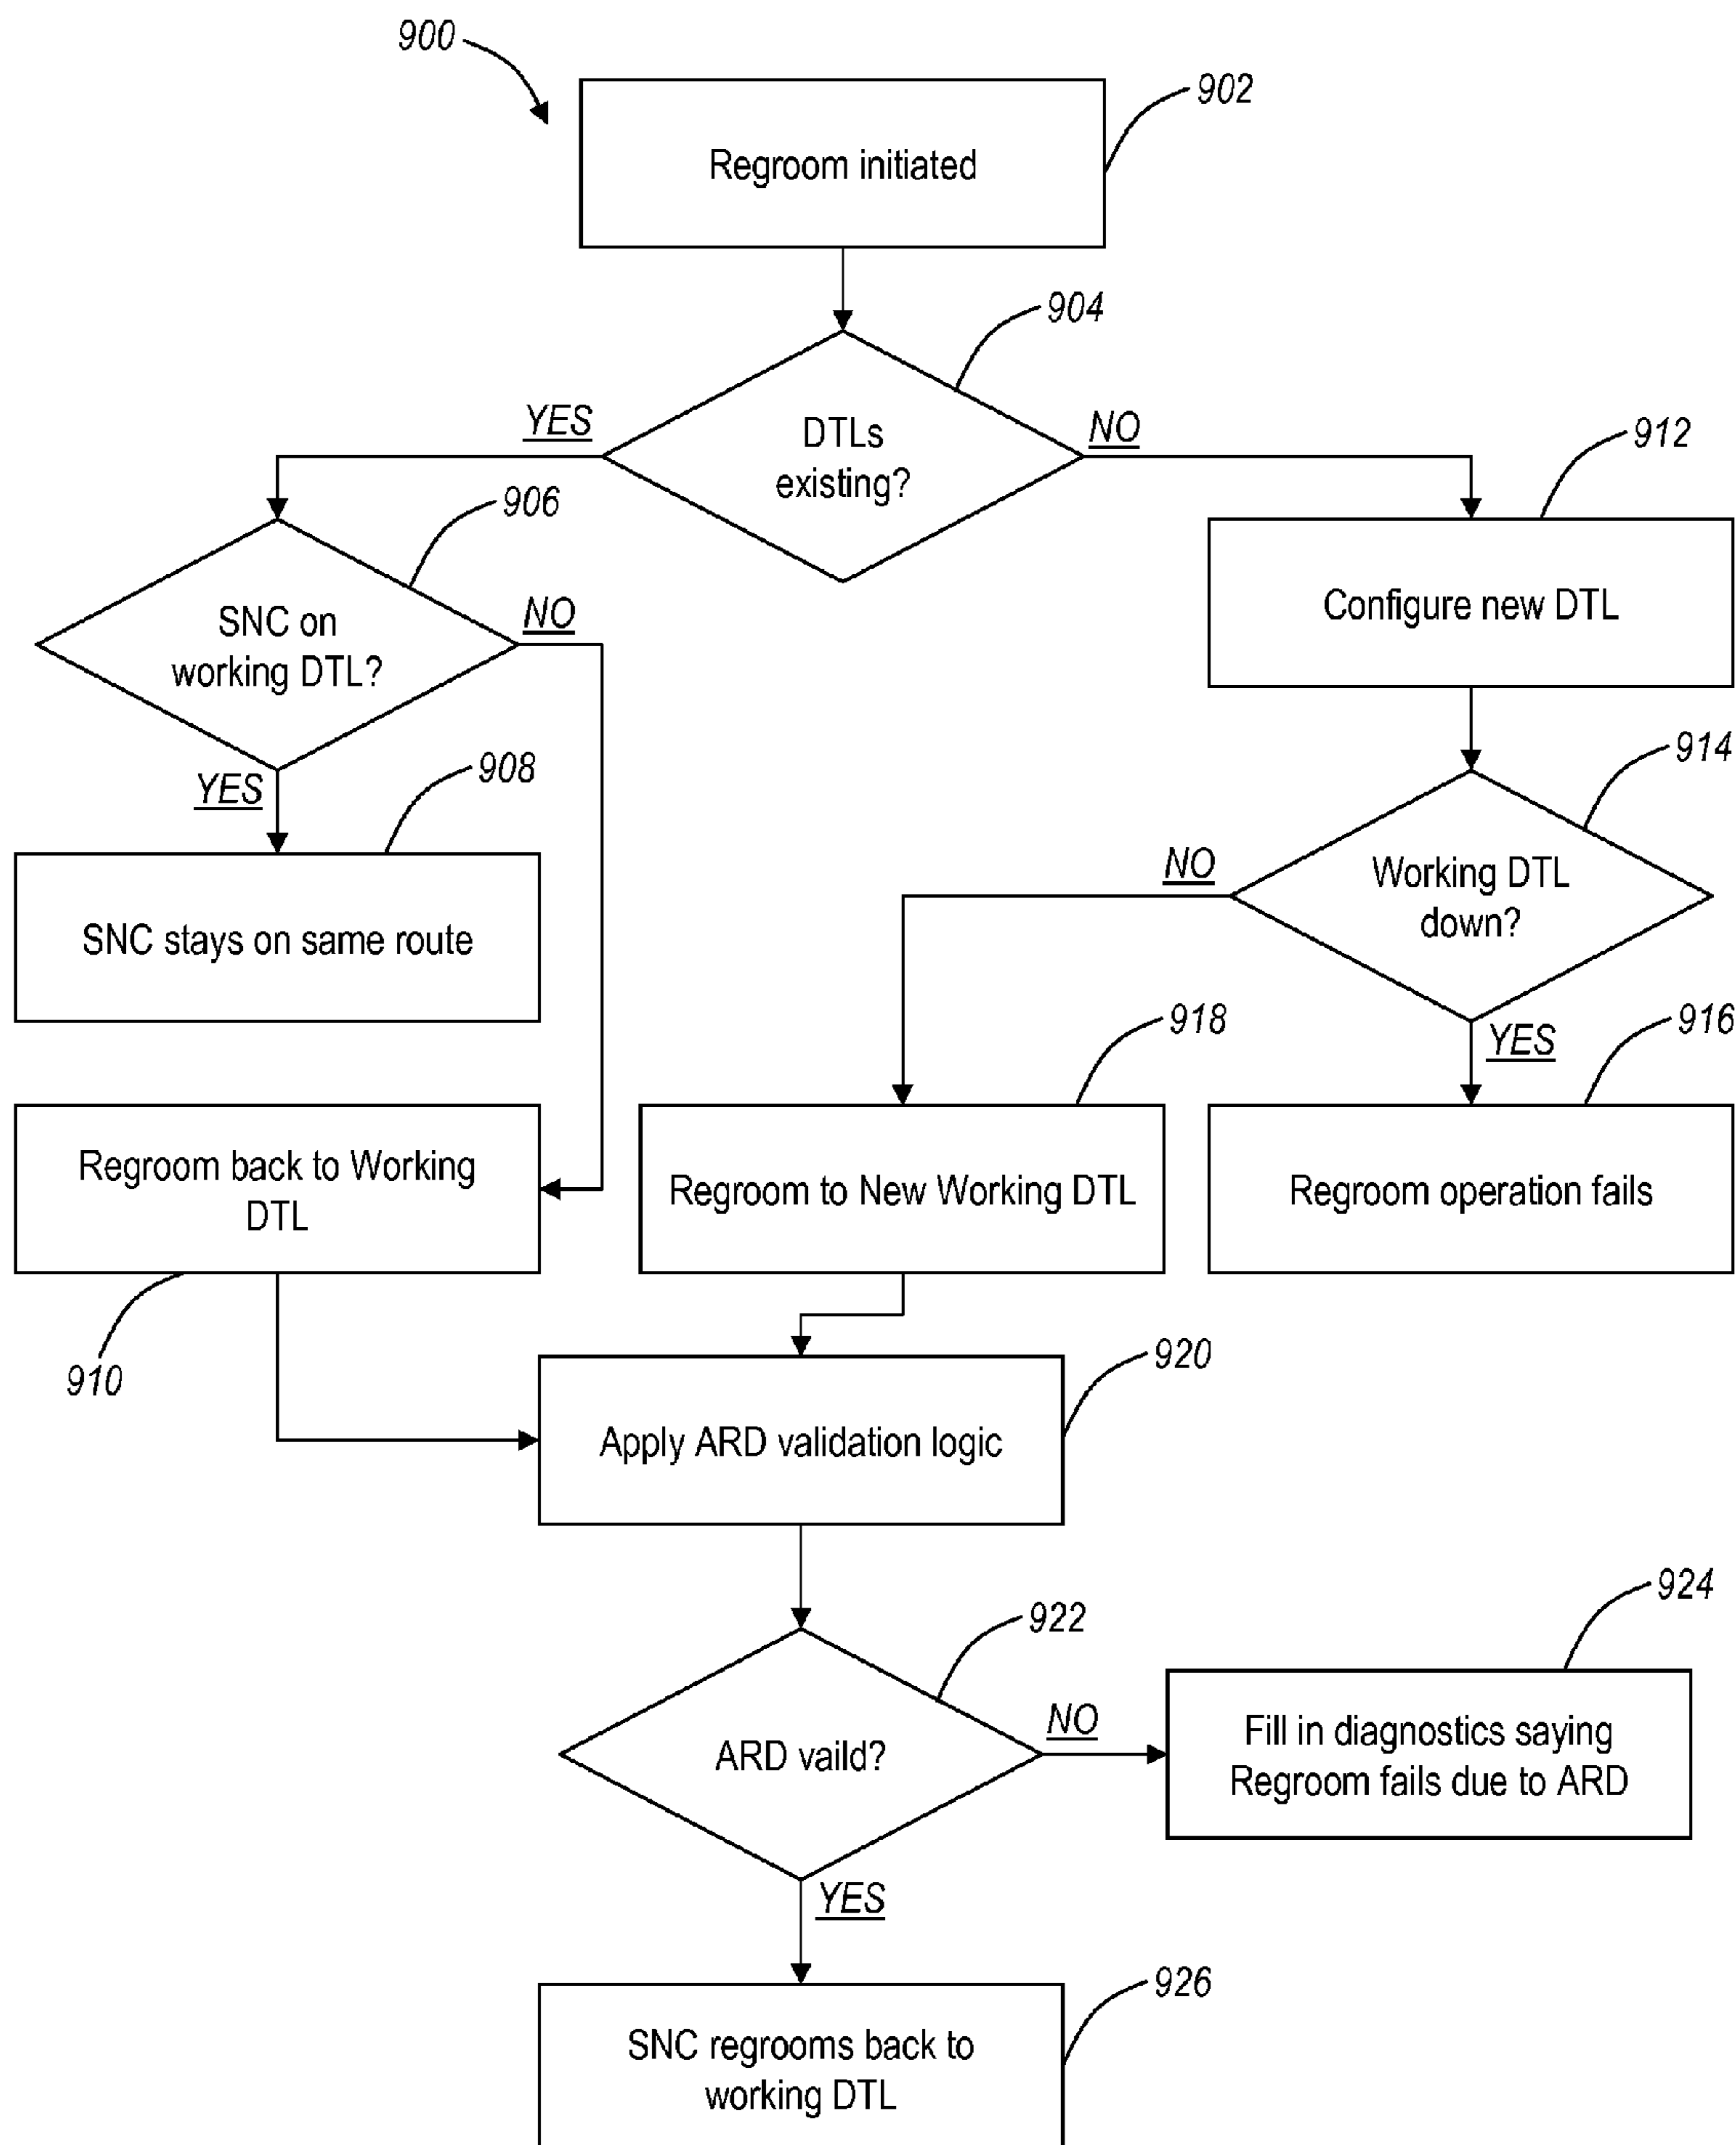 900
902
Regroom initiated
904
YES
DTLs
existing?
NO
912
906
SNC on
working DTL?
NO
Configure new DTL
YES
908
914
SNC stays on same route
NO
Working DTL
down?
918
YES
916
Regroom back to Working
DTL
Regroom to New Working DTL
Regroom operation fails
910
920
Apply ARD validation logic
922
924
ARD vaild?
NO
Fill in diagnostics saying
Regroom fails due to ARD
YES
926
SNC regrooms back to
working DTL